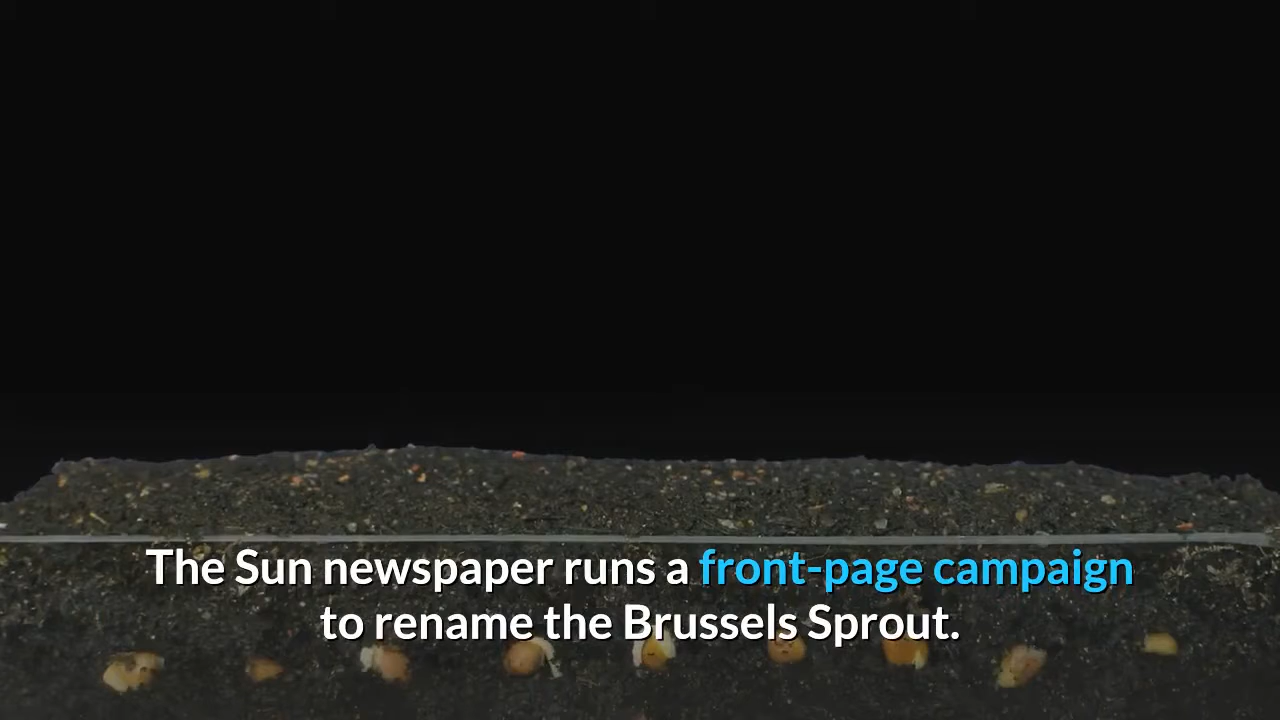 The Sun newspaper runs a front-page campaign
to rename the Brussels Sprout.